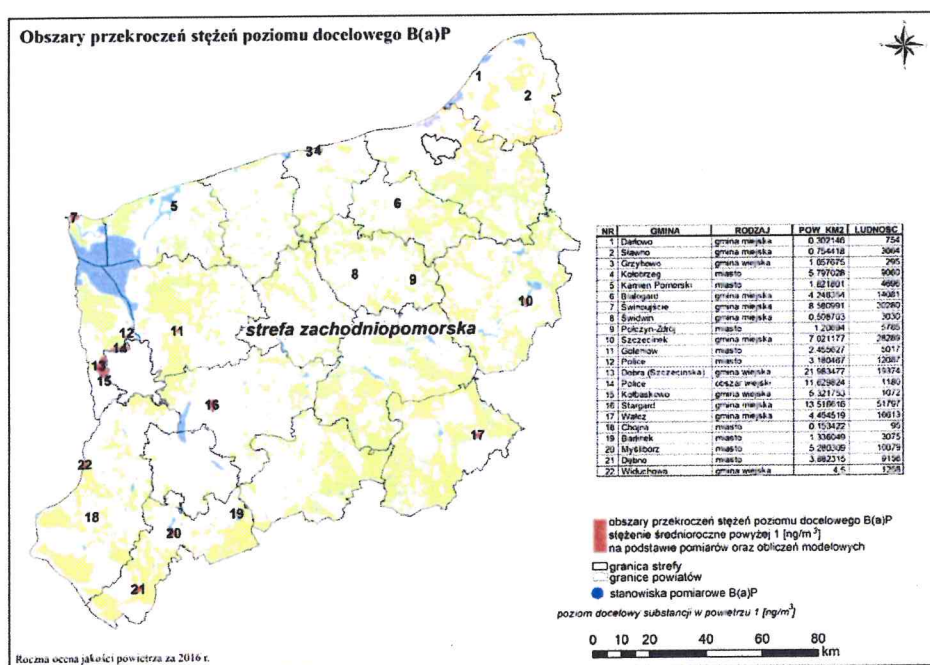 Obszary przekroczeń stężeń poziomu docelowego B(a)P
1
2
34
5
6
7
8
9
10
strefa zachodniopomorska
11
12
14
13
15
16
17
22
18
19
20
21
NR GMINA RODZAJ POW_KM2 LUDNOŚĆ
1 Darłowo gmina miejska 0.302146 754
2 Sławno gmina miejska 0.754418 3064
3 Grzybowo gmina wiejska 1.057675 295
4 Kołobrzeg miasto 5.797028 9060
5 Kamień Pomorski miasto 1.821801 4696
6 Białogard gmina miejska 4.248354 14081
7 Świnoujście gmina miejska 8.580991 30280
8 Świdwin gmina miejska 0.508703 3030
9 Połczyn-Zdrój miasto 1.20694 5785
10 Szczecinek gmina miejska 7.021177 28289
11 Goleniów miasto 2.455627 5017
12 Police miasto 3.180467 12087
13 Dobra (Szczecińska) gmina wiejska 21.983477 19374
14 Police obszar wiejski 11.629824 1180
15 Kołbaskowo gmina wiejska 5.321753 1072
16 Stargard gmina miejska 13.518616 51797
17 Wałcz gmina miejska 4.454519 16613
18 Chojna miasto 0.153422 95
19 Barlinek miasto 1.336049 3075
20 Myślibórz miasto 5.280309 10079
21 Dębno miasto 3.882315 9156
22 Widuchowa gmina wiejska 4.5 1258
obszary przekroczeń stężeń poziomu docelowego B(a)P
stężenie średnioroczne powyżej 1 [ng/m³]
na podstawie pomiarów oraz obliczeń modelowych
granica strefy
granice powiatów
stanowiska pomiarowe B(a)P
poziom docelowy substancji w powietrzu 1 [ng/m³]
0 10 20 40 60 80
km
Roczna ocena jakości powietrza za 2016 r.